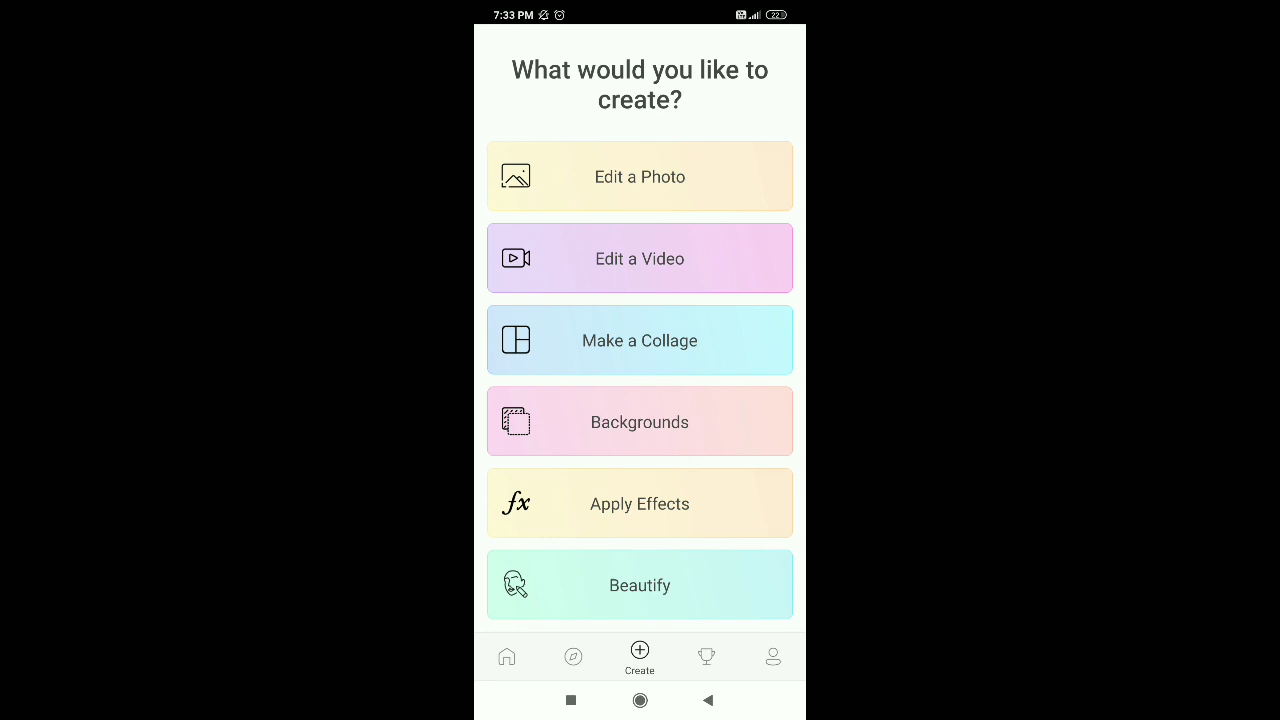 7:33 PM
22
What would you like to
create?
Edit a Photo
Edit a Video
Make a Collage
Backgrounds
fx
Apply Effects
Beautify
Create